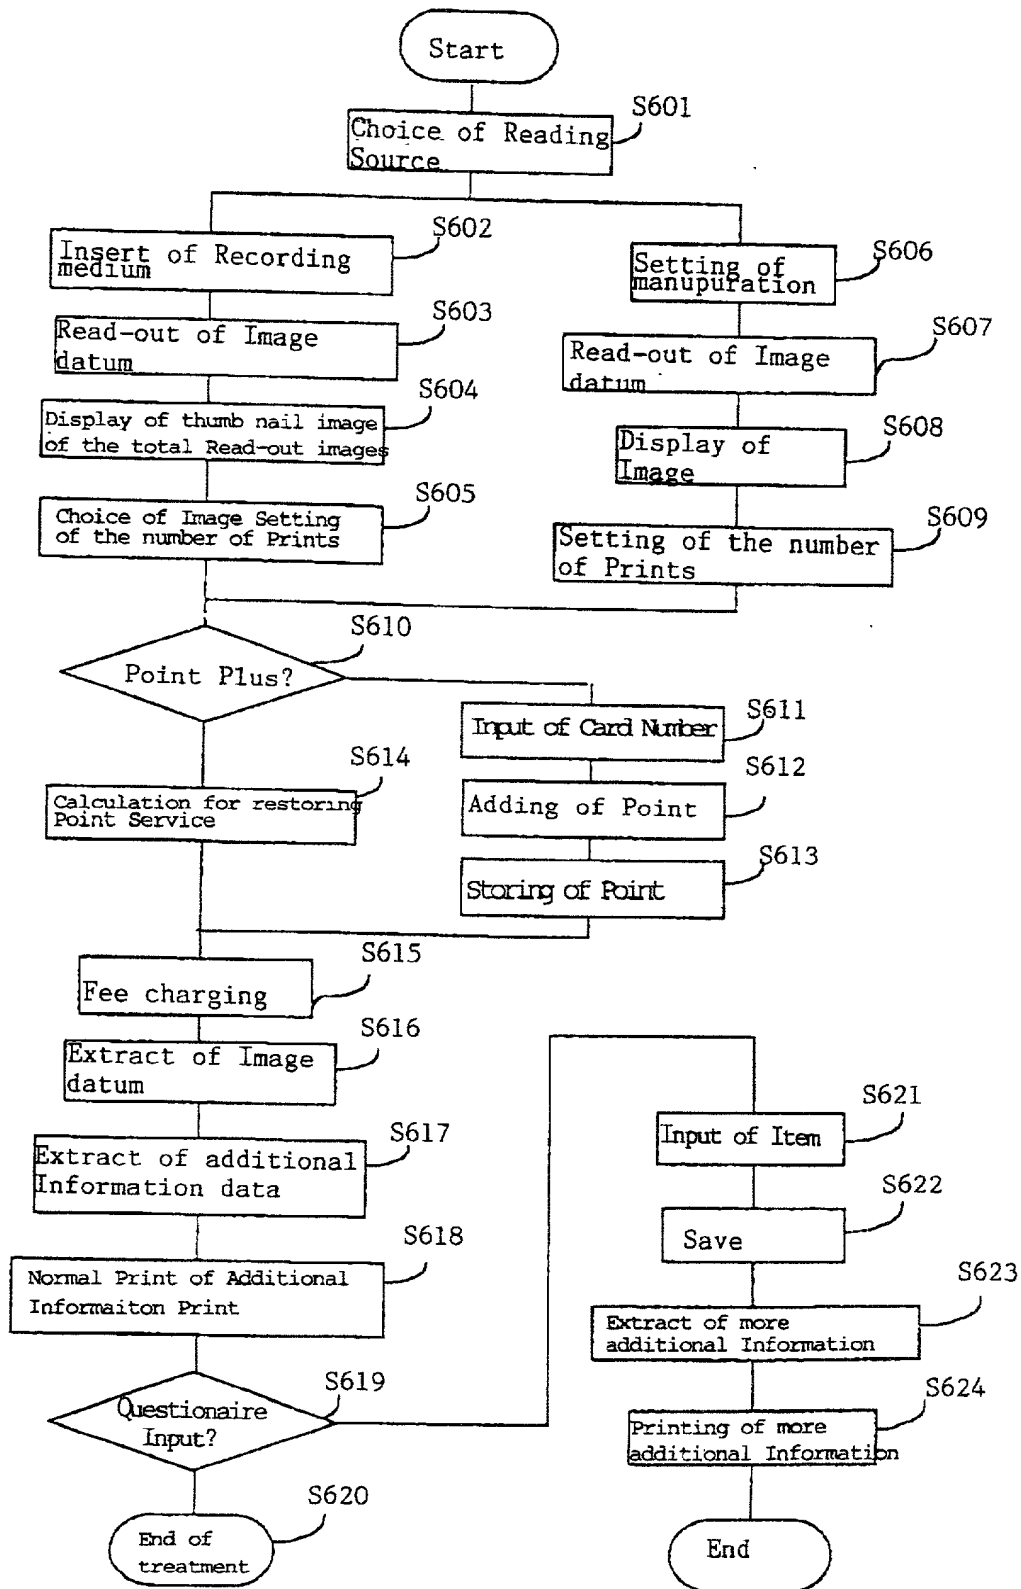 Start
S601
Choice of Reading
Source
S602
Insert of Recording
medium
S603
Read-out of Image
datum
S604
Display of thumb nail image
of the total Read-out images
S605
Choice of Image Setting
of the number of Prints
S606
Setting of
manupuration
S607
Read-out of Image
datum
S608
Display of
Image
S609
Setting of the number
of Prints
S610
Point Plus?
S611
Input of Card Number
S612
Adding of Point
S613
Storing of Point
S614
Calculation for restoring
Point Service
S615
Fee charging
S616
Extract of Image
datum
S617
Extract of additional
Information data
S618
Normal Print of Additional
Informaiton Print
S619
Questionaire
Input?
S620
End of
treatment
S621
Input of Item
S622
Save
S623
Extract of more
additional Information
S624
Printing of more
additional Information
End